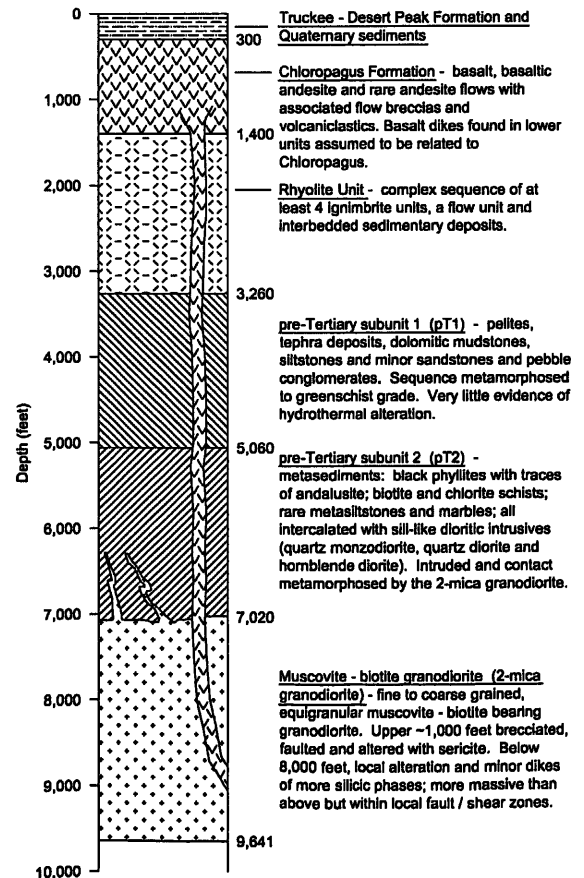 0
300
1,000
1,400
2,000
3,000
3,260
4,000
5,000
5,060
6,000
7,000
7,020
8,000
9,000
9,641
10,000
Depth (feet)
Truckee - Desert Peak Formation and
Quaternary sediments
Chloropagus Formation - basalt, basaltic
andesite and rare andesite flows with
associated flow breccias and
volcaniclastics. Basalt dikes found in lower
units assumed to be related to
Chloropagus.
Rhyolite Unit - complex sequence of at
least 4 ignimbrite units, a flow unit and
interbedded sedimentary deposits.
pre-Tertiary subunit 1 (pT1) - pelites,
tephra deposits, dolomitic mudstones,
siltstones and minor sandstones and pebble
conglomerates. Sequence metamorphosed
to greenschist grade. Very little evidence of
hydrothermal alteration.
pre-Tertiary subunit 2 (pT2) -
metasediments: black phyllites with traces
of andalusite; biotite and chlorite schists;
rare metasiltstones and marbles; all
intercalated with sill-like dioritic intrusives
(quartz monzodiorite, quartz diorite and
hornblende diorite). Intruded and contact
metamorphosed by the 2-mica granodiorite.
Muscovite - biotite granodiorite (2-mica
granodiorite) - fine to coarse grained,
equigranular muscovite - biotite bearing
granodiorite. Upper ~1,000 feet brecciated,
faulted and altered with sericite. Below
8,000 feet, local alteration and minor dikes
of more silicic phases; more massive than
above but within local fault / shear zones.